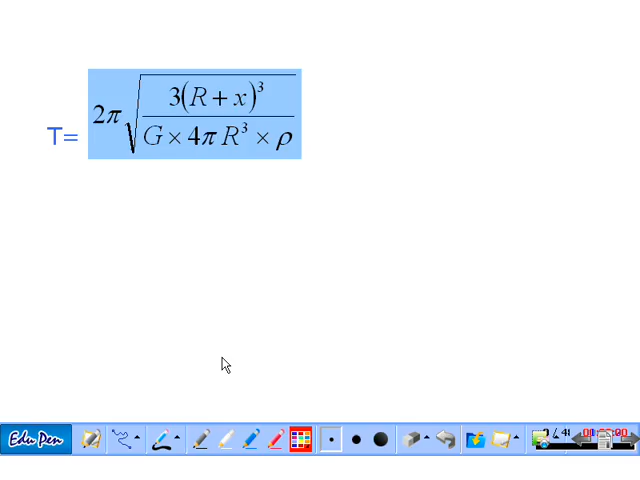 T= 2π√(3(R + x)³ / (G × 4π R³ × ρ))
Edu Pen